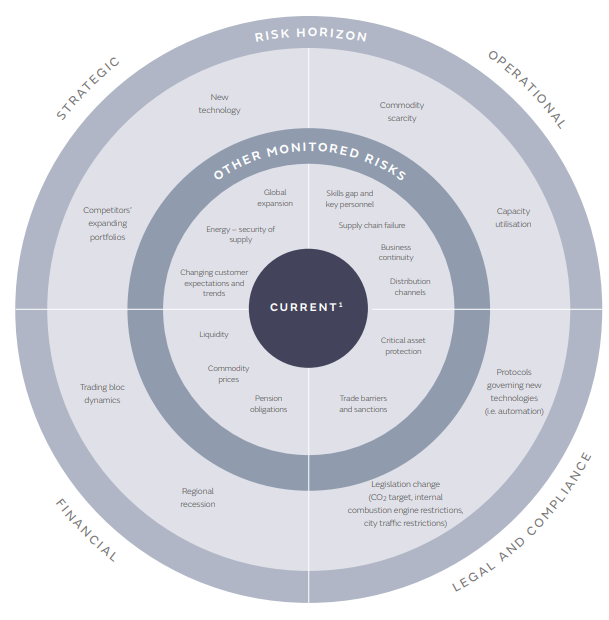 RISK HORIZON
STRATEGIC
OPERATIONAL
New
technology
Commodity
scarcity
OTHER MONITORED RISKS
Competitors'
expanding
portfolios
Capacity
utilisation
Global
expansion
Skills gap and
key personnel
Energy – security of
supply
Supply chain failure
Business
continuity
Changing customer
expectations and
trends
Distribution
channels
CURRENT¹
Liquidity
Critical asset
protection
Commodity
prices
Pension
obligations
Trade barriers
and sanctions
Trading bloc
dynamics
Protocols
governing new
technologies
(i.e. automation)
Regional
recession
Legislation change
(CO₂ target, internal
combustion engine restrictions,
city traffic restrictions)
FINANCIAL
LEGAL AND COMPLIANCE